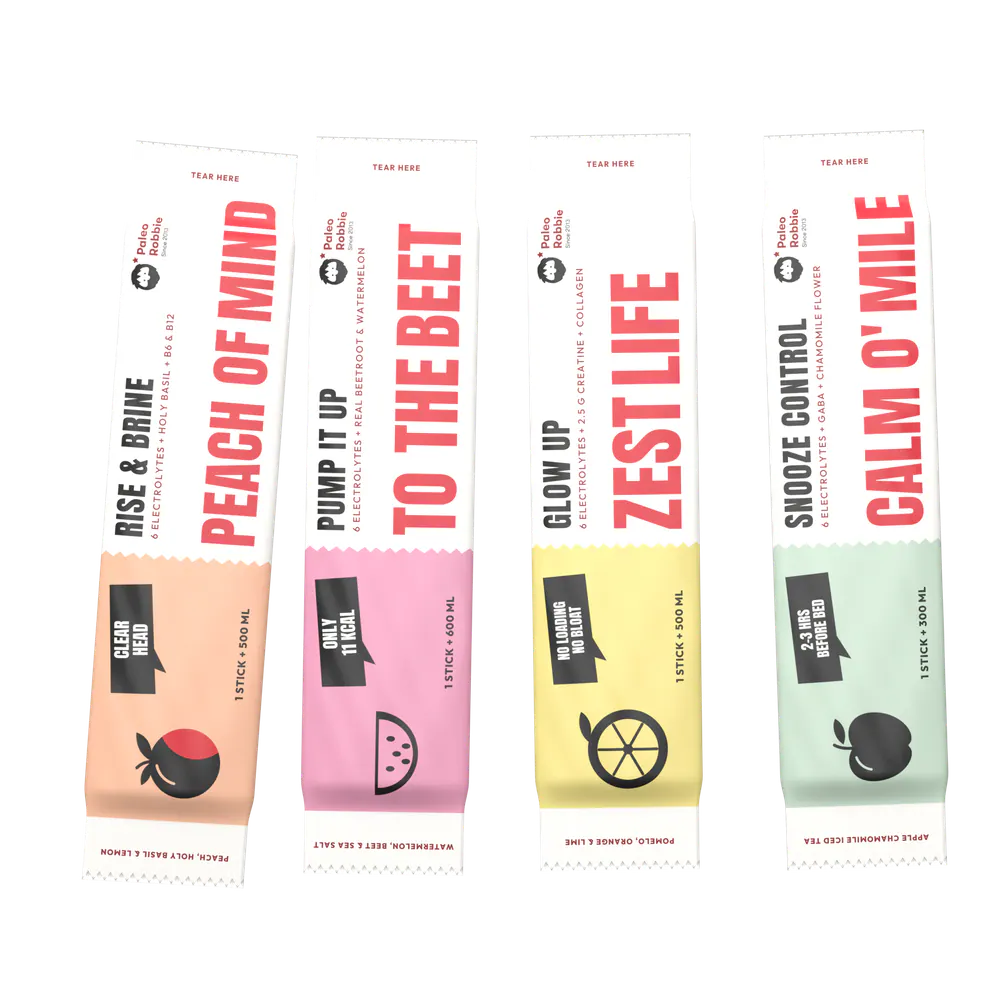 TEAR HERE
Paleo
Robbie
Since 2013
RISE & BRINE
6 ELECTROLYTES + HOLY BASIL + B6 & B12
PEACH OF MIND
CLEAR
HEAD
1 STICK + 500 ML
PEACH, HOLY BASIL & LEMON
TEAR HERE
Paleo
Robbie
Since 2013
PUMP IT UP
6 ELECTROLYTES + REAL BEETROOT & WATERMELON
TO THE BEET
ONLY
11 KCAL
1 STICK + 600 ML
WATERMELON, BEET & SEA SALT
TEAR HERE
Paleo
Robbie
Since 2013
GLOW UP
6 ELECTROLYTES + 2.5 G CREATINE + COLLAGEN
ZEST LIFE
NO LOADING
NO BLOAT
1 STICK + 500 ML
POMELO, ORANGE & LIME
TEAR HERE
Paleo
Robbie
Since 2013
SNOOZE CONTROL
6 ELECTROLYTES + GABA + CHAMOMILE FLOWER
CALM O' MILE
2-3 HRS
BEFORE BED
1 STICK + 300 ML
APPLE CHAMOMILE ICED TEA